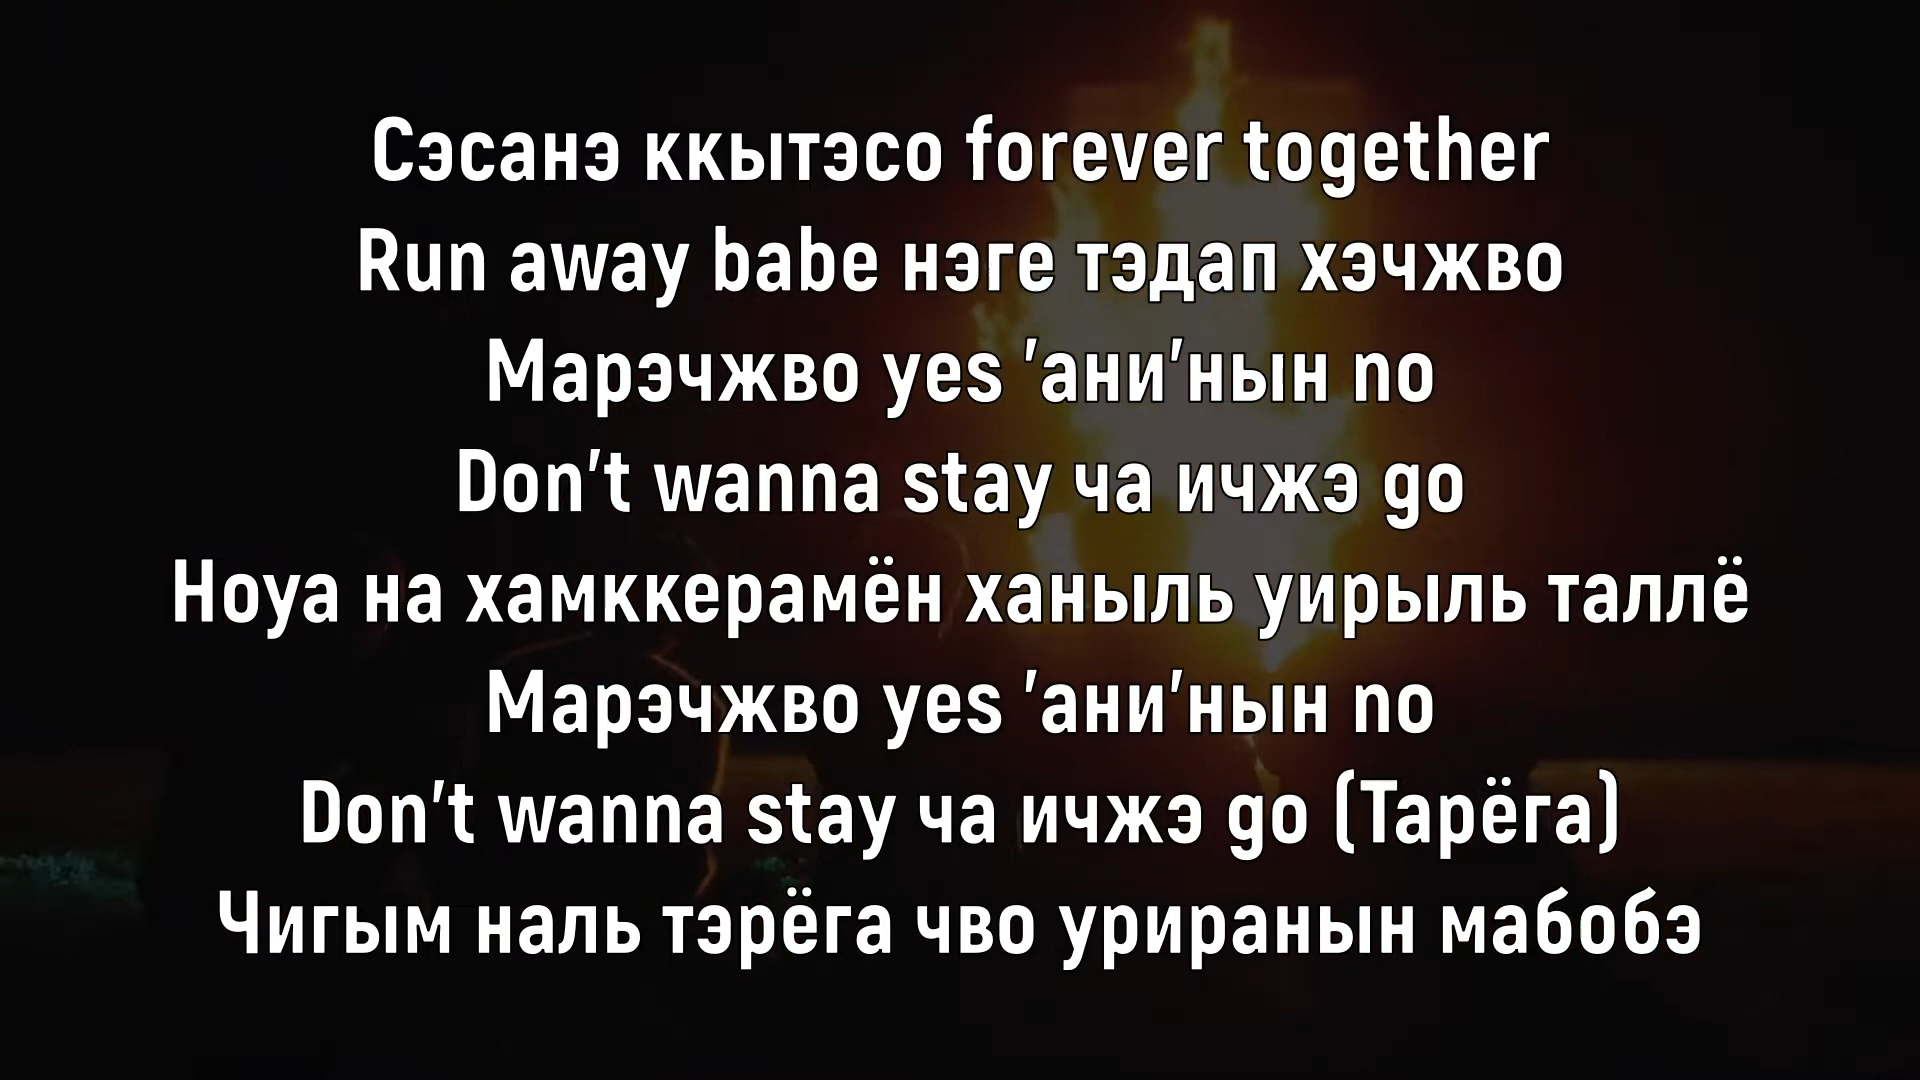 Сэсанэ ккытэсо forever together
Run away babe нэге тэдап хэчжво
Марэчжво yes 'ани'нын no
Don't wanna stay ча ичжэ go
Ноуа на хамккерамён ханыль уирыль таллё
Марэчжво yes 'ани'нын no
Don't wanna stay ча ичжэ go (Тарёга)
Чигым наль тэрёга чво уриранын мабобэ